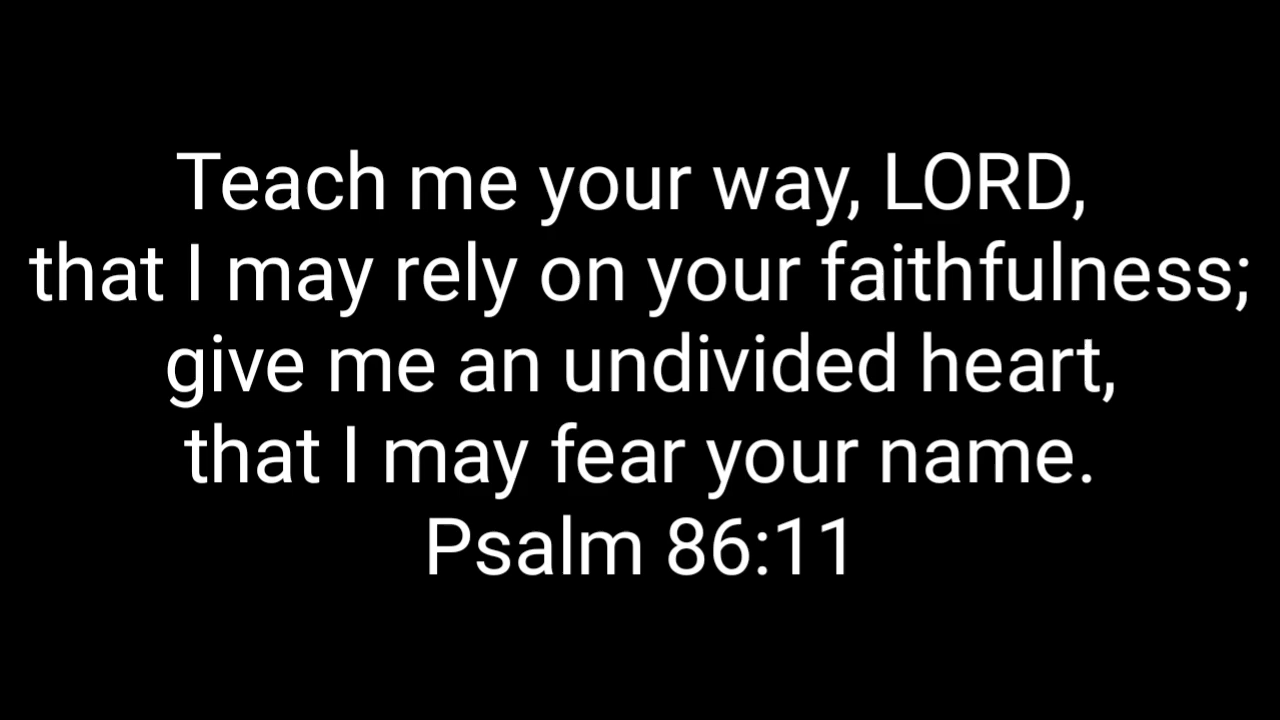 Teach me your way, LORD,
that I may rely on your faithfulness;
give me an undivided heart,
that I may fear your name.
Psalm 86:11